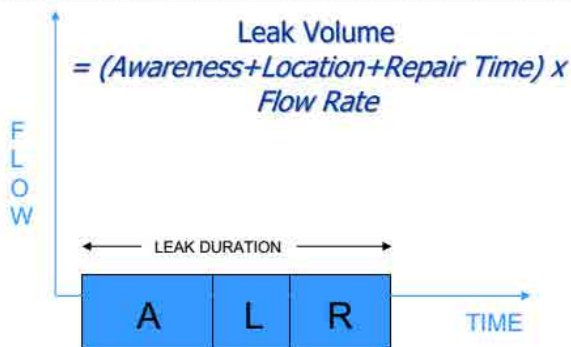 Leak Volume
= (Awareness+Location+Repair Time) x
Flow Rate
F
L
O
W
LEAK DURATION
A L R
TIME